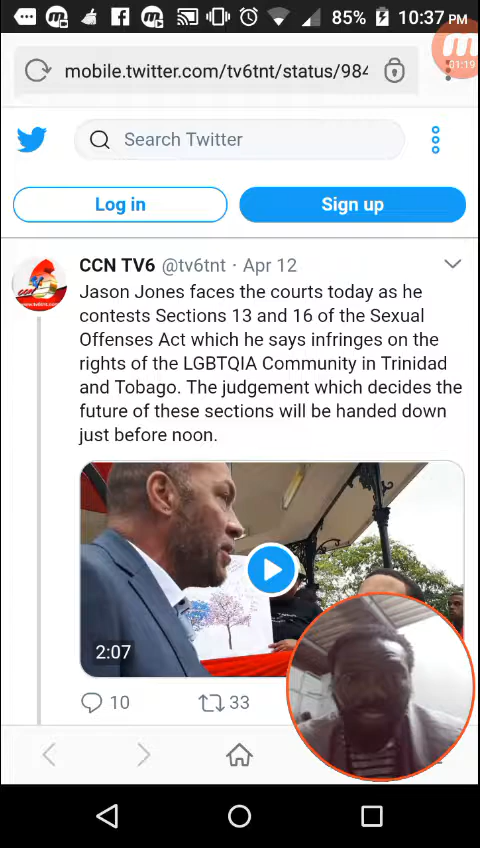 85% 10:37 PM
mobile.twitter.com/tv6tnt/status/984
01:19
Search Twitter
Log in Sign up
CCN TV6 @tv6tnt · Apr 12
Jason Jones faces the courts today as he
contests Sections 13 and 16 of the Sexual
Offenses Act which he says infringes on the
rights of the LGBTQIA Community in Trinidad
and Tobago. The judgement which decides the
future of these sections will be handed down
just before noon.
2:07
10 33